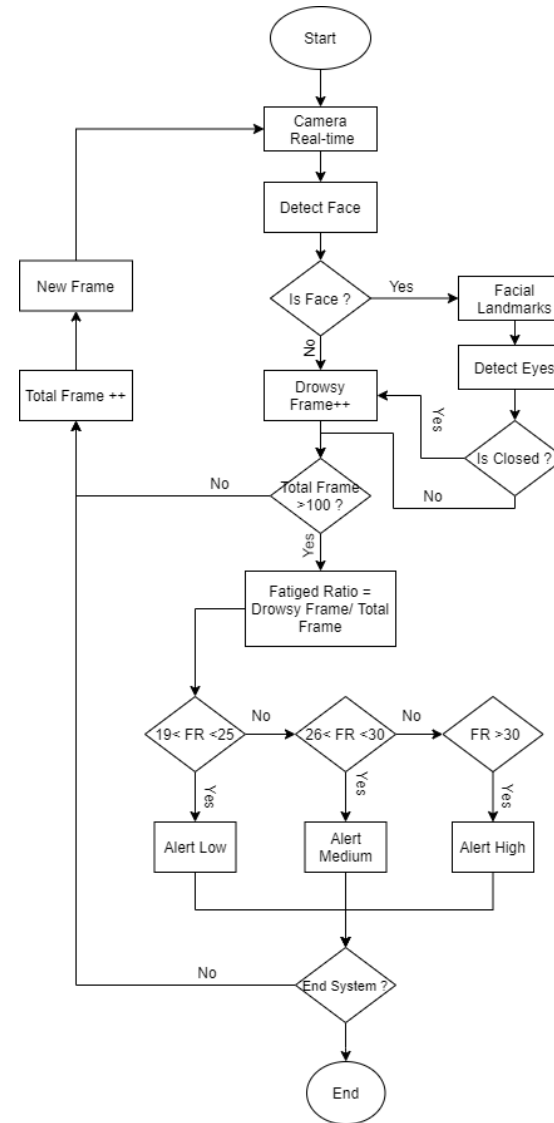 Start
Camera
Real-time
Detect Face
Is Face ?
Yes
Facial
Landmarks
New Frame
No
Detect Eyes
Total Frame ++
Drowsy
Frame++
Yes
Is Closed ?
No
Total Frame
>100 ?
No
Yes
Fatiged Ratio =
Drowsy Frame/ Total
Frame
19< FR <25
No
26< FR <30
No
FR >30
Yes
Yes
Yes
Alert Low
Alert
Medium
Alert High
No
End System ?
End